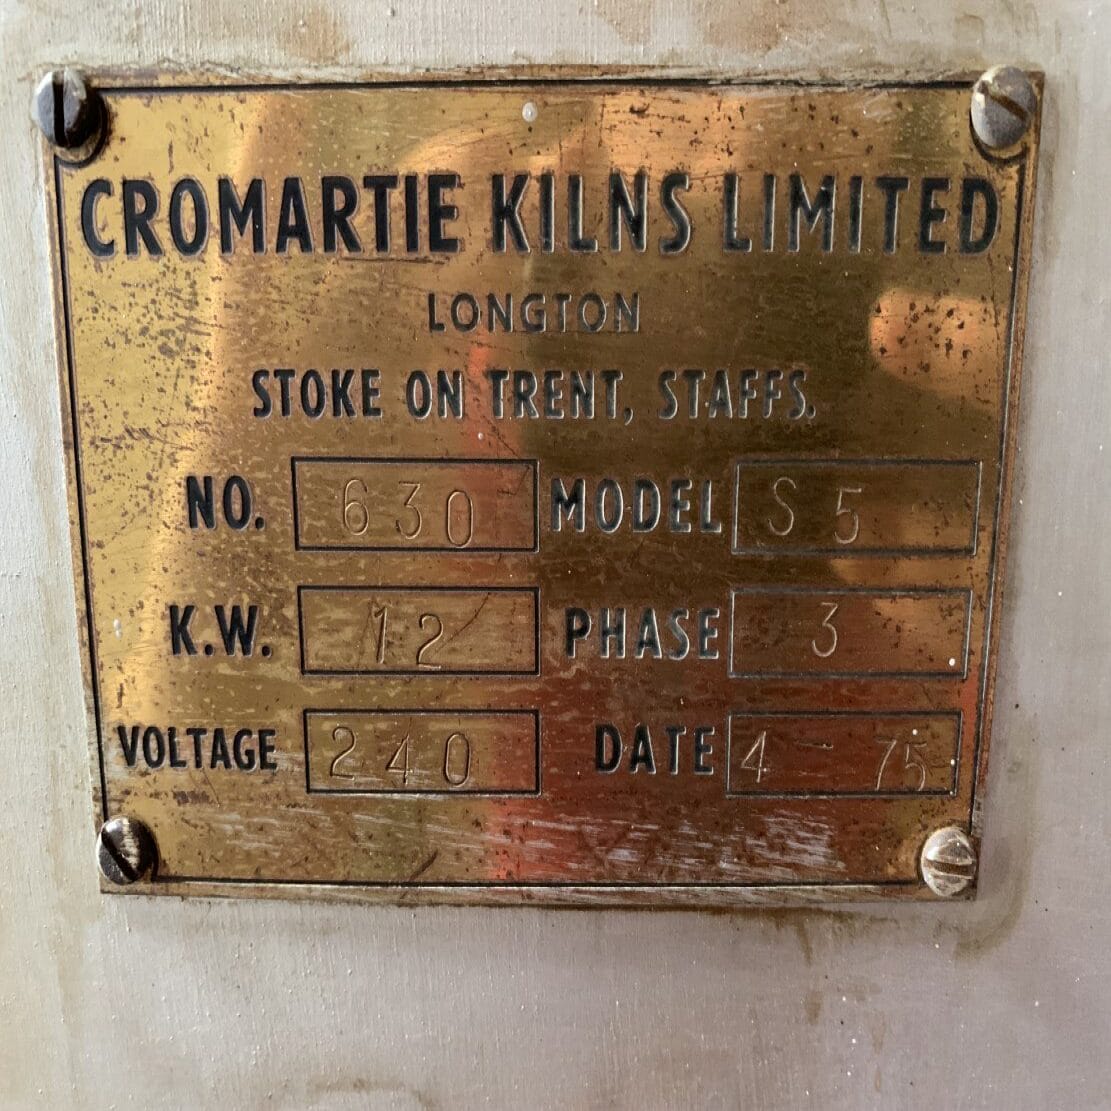 CROMARTIE KILNS LIMITED
LONGTON
STOKE ON TRENT, STAFFS.
NO. 630 MODEL S 5
K.W. 12 PHASE 3
VOLTAGE 240 DATE 4 - 75